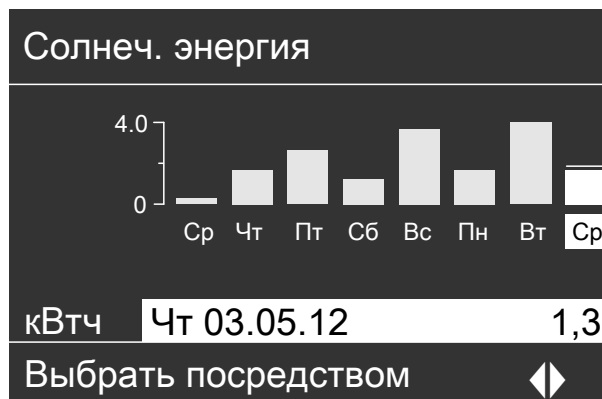 Солнеч. энергия
4.0
0
Ср Чт Пт Сб Вс Пн Вт Ср
кВтч Чт 03.05.12 1,3
Выбрать посредством